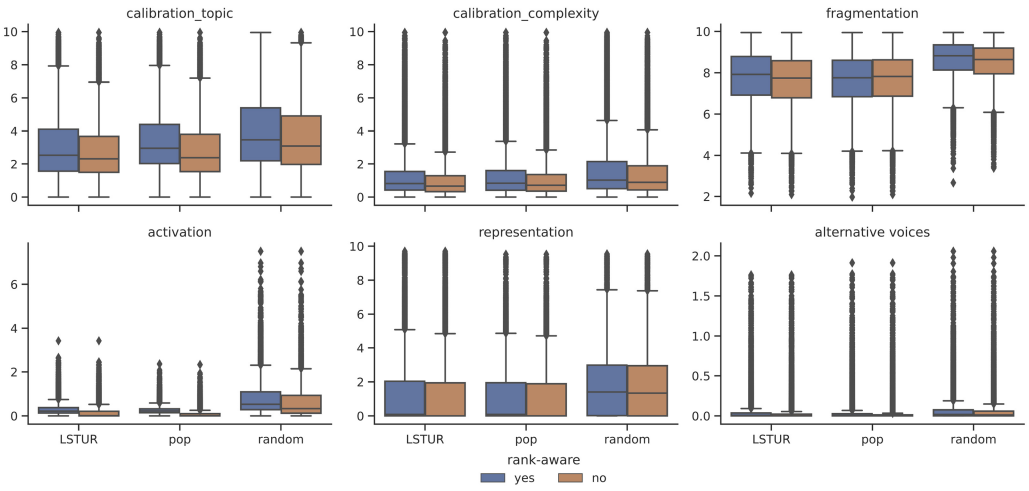 calibration_topic
calibration_complexity
fragmentation
10
8
6
4
2
0
10
8
6
4
2
0
10
8
6
4
2
activation
representation
alternative voices
6
4
2
0
10
8
6
4
2
0
2.0
1.5
1.0
0.5
0.0
LSTUR pop random
LSTUR pop random
LSTUR pop random
rank-aware
yes no